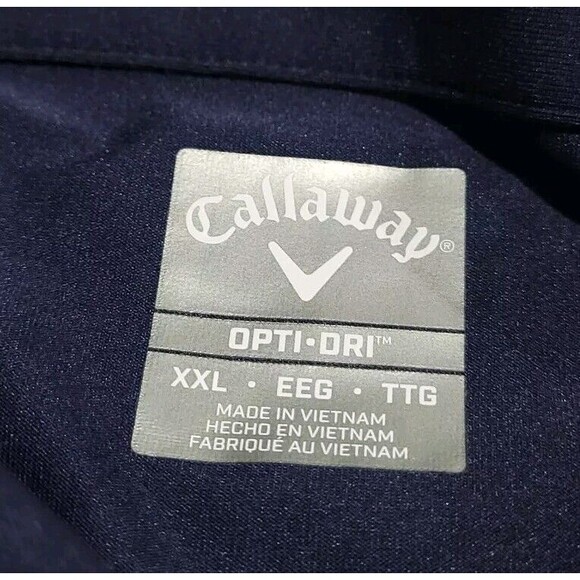 Callaway®
OPTI•DRI™
XXL • EEG • TTG
MADE IN VIETNAM
HECHO EN VIETNAM
FABRIQUÉ AU VIETNAM